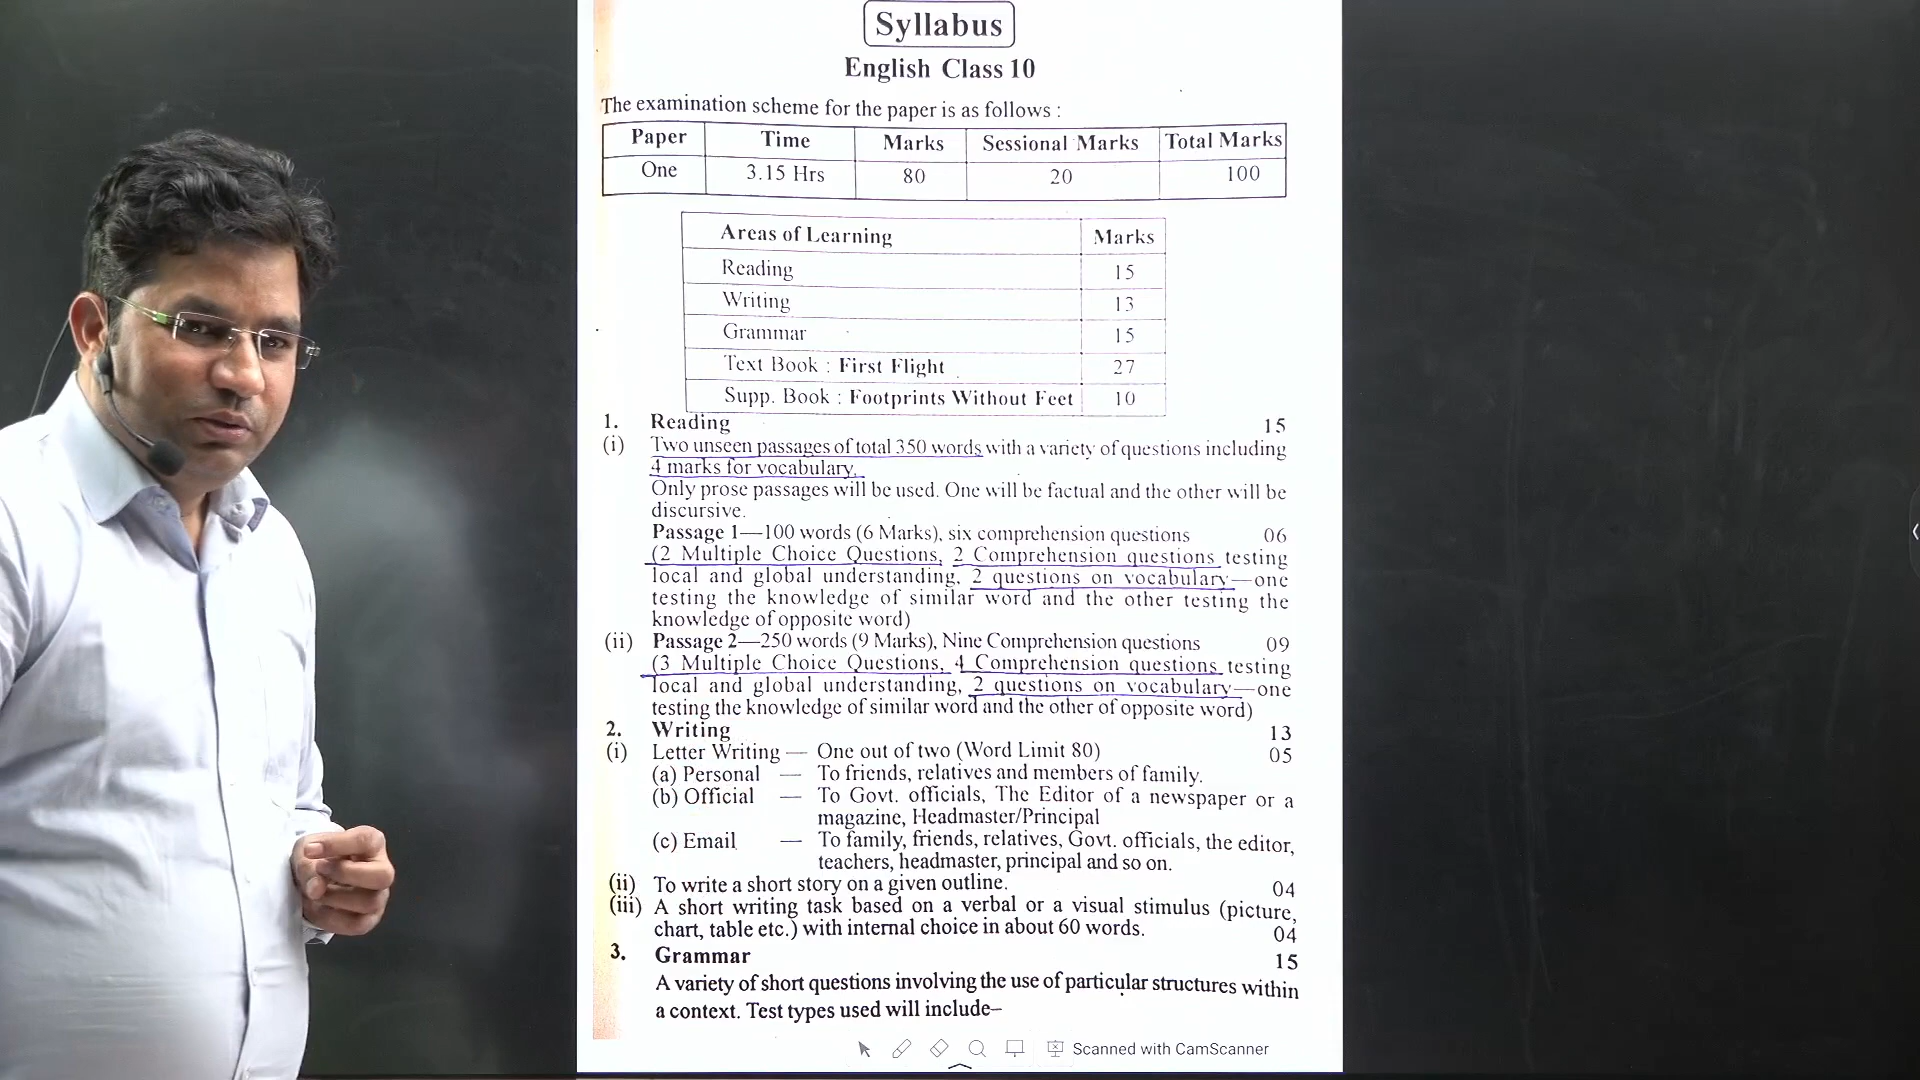 Syllabus
English Class 10
The examination scheme for the paper is as follows :
Paper Time Marks Sessional Marks Total Marks
One 3.15 Hrs 80 20 100
Areas of Learning Marks
Reading 15
Writing 13
Grammar 15
Text Book : First Flight 27
Supp. Book : Footprints Without Feet 10
1. Reading 15
(i) Two unseen passages of total 350 words with a variety of questions including
4 marks for vocabulary.
Only prose passages will be used. One will be factual and the other will be
discursive.
Passage 1—100 words (6 Marks), six comprehension questions 06
(2 Multiple Choice Questions, 2 Comprehension questions testing
local and global understanding, 2 questions on vocabulary—one
testing the knowledge of similar word and the other testing the
knowledge of opposite word)
(ii) Passage 2—250 words (9 Marks), Nine Comprehension questions 09
(3 Multiple Choice Questions, 4 Comprehension questions testing
local and global understanding, 2 questions on vocabulary—one
testing the knowledge of similar word and the other of opposite word)
2. Writing 13
(i) Letter Writing — One out of two (Word Limit 80) 05
(a) Personal — To friends, relatives and members of family.
(b) Official — To Govt. officials, The Editor of a newspaper or a
magazine, Headmaster/Principal
(c) Email — To family, friends, relatives, Govt. officials, the editor,
teachers, headmaster, principal and so on.
(ii) To write a short story on a given outline. 04
(iii) A short writing task based on a verbal or a visual stimulus (picture,
chart, table etc.) with internal choice in about 60 words. 04
3. Grammar 15
A variety of short questions involving the use of particular structures within
a context. Test types used will include–
Scanned with CamScanner